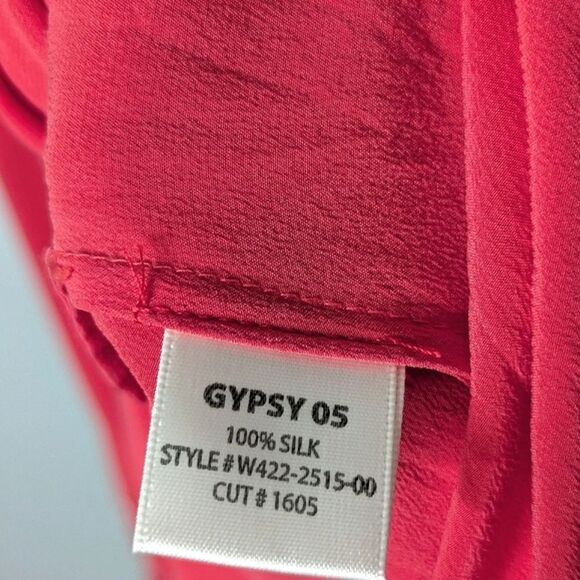 GYPSY 05
100% SILK
STYLE # W422-2515-00
CUT # 1605